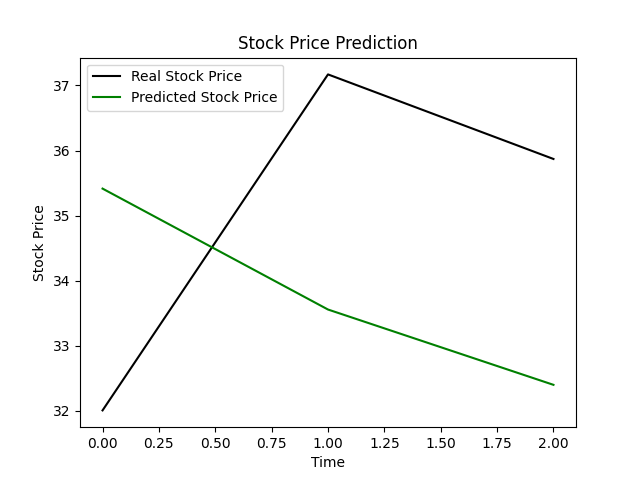 Stock Price Prediction
Real Stock Price
Predicted Stock Price
37
36
35
34
33
32
Stock Price
0.00 0.25 0.50 0.75 1.00 1.25 1.50 1.75 2.00
Time